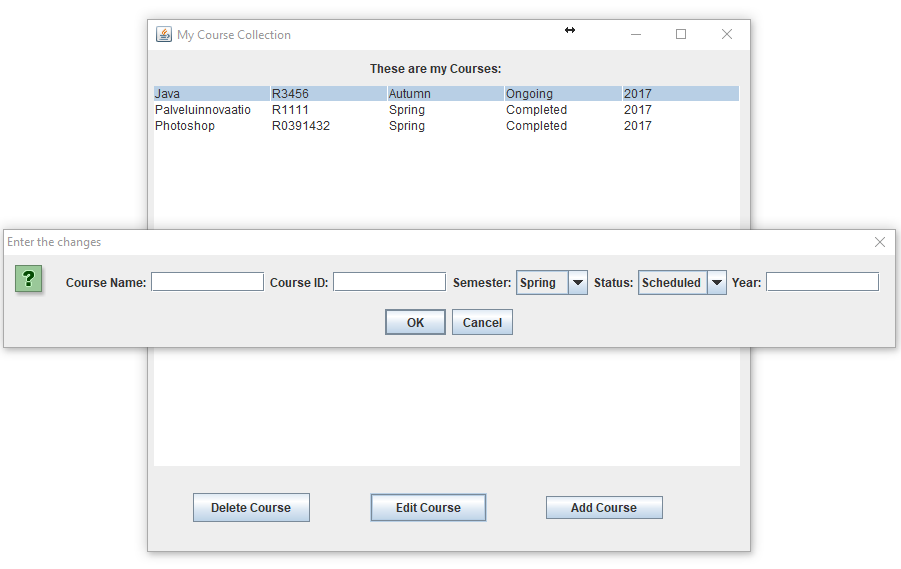 My Course Collection
These are my Courses:
Java R3456 Autumn Ongoing 2017
Palveluinnovaatio R1111 Spring Completed 2017
Photoshop R0391432 Spring Completed 2017
Enter the changes
? Course Name: Course ID: Semester: Spring Status: Scheduled Year:
OK Cancel
Delete Course Edit Course Add Course